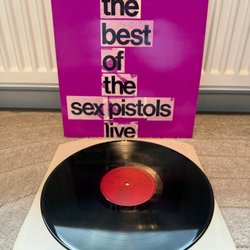 the
best
of
the
sex pistols
live